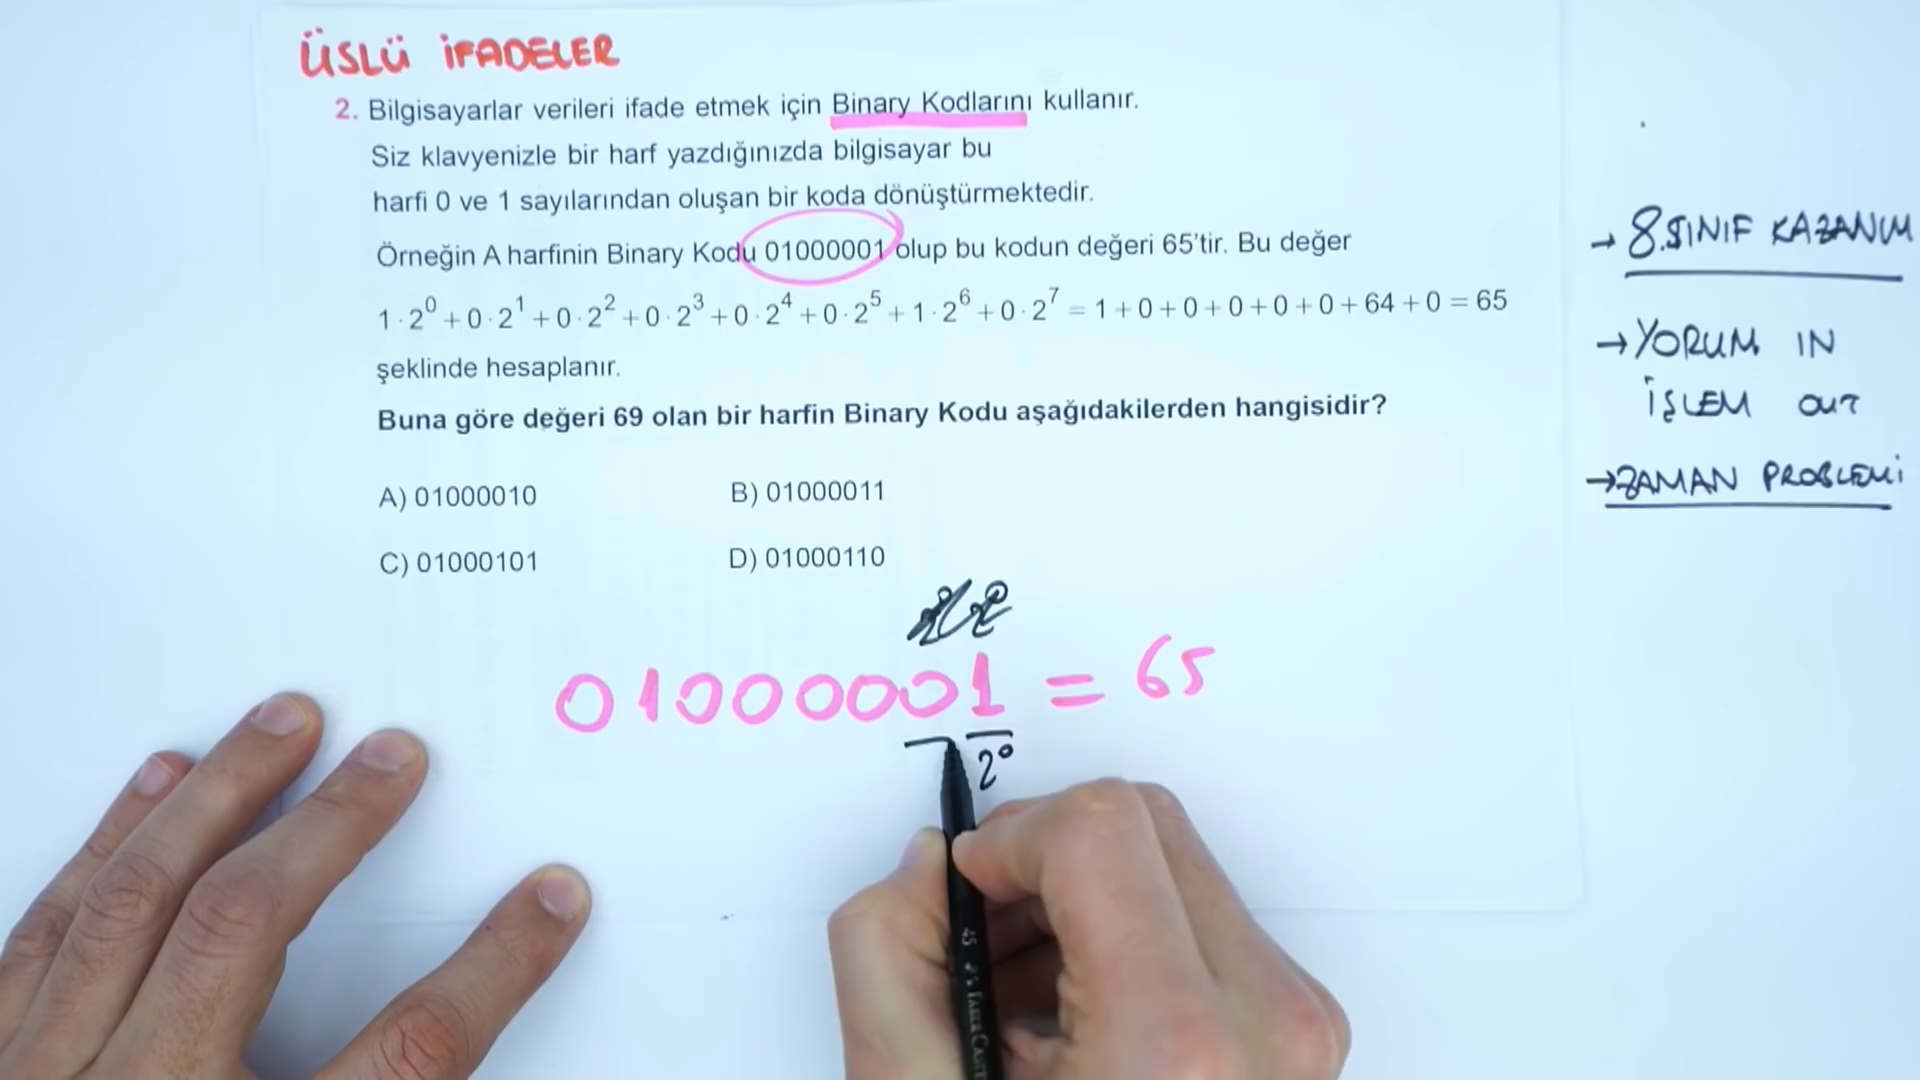 ÜSLÜ İFADELER
2. Bilgisayarlar verileri ifade etmek için Binary Kodlarını kullanır.
Siz klavyenizle bir harf yazdığınızda bilgisayar bu
harfi 0 ve 1 sayılarından oluşan bir koda dönüştürmektedir.
Örneğin A harfinin Binary Kodu 01000001 olup bu kodun değeri 65'tir. Bu değer
1·2⁰+0·2¹+0·2²+0·2³+0·2⁴+0·2⁵+1·2⁶+0·2⁷=1+0+0+0+0+0+64+0=65
şeklinde hesaplanır.
Buna göre değeri 69 olan bir harfin Binary Kodu aşağıdakilerden hangisidir?
A) 01000010 B) 01000011
C) 01000101 D) 01000110
01000001 = 65
2⁰
→ 8.SINIF KAZANIM
→YORUM IN
İŞLEM OUT
→ZAMAN PROBLEMİ
45